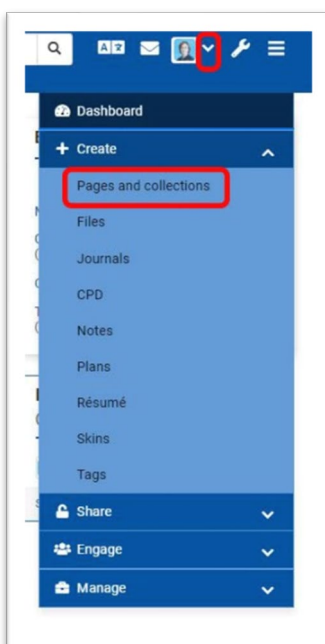 Dashboard
Create
Pages and collections
Files
Journals
CPD
Notes
Plans
Résumé
Skins
Tags
Share
Engage
Manage